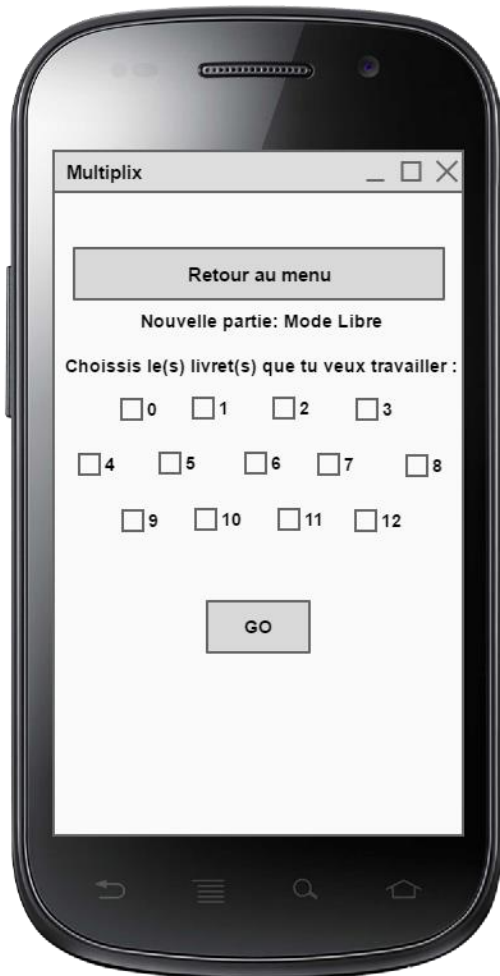 Multiplix
Retour au menu
Nouvelle partie: Mode Libre
Choissis le(s) livret(s) que tu veux travailler :
0 1 2 3
4 5 6 7 8
9 10 11 12
GO